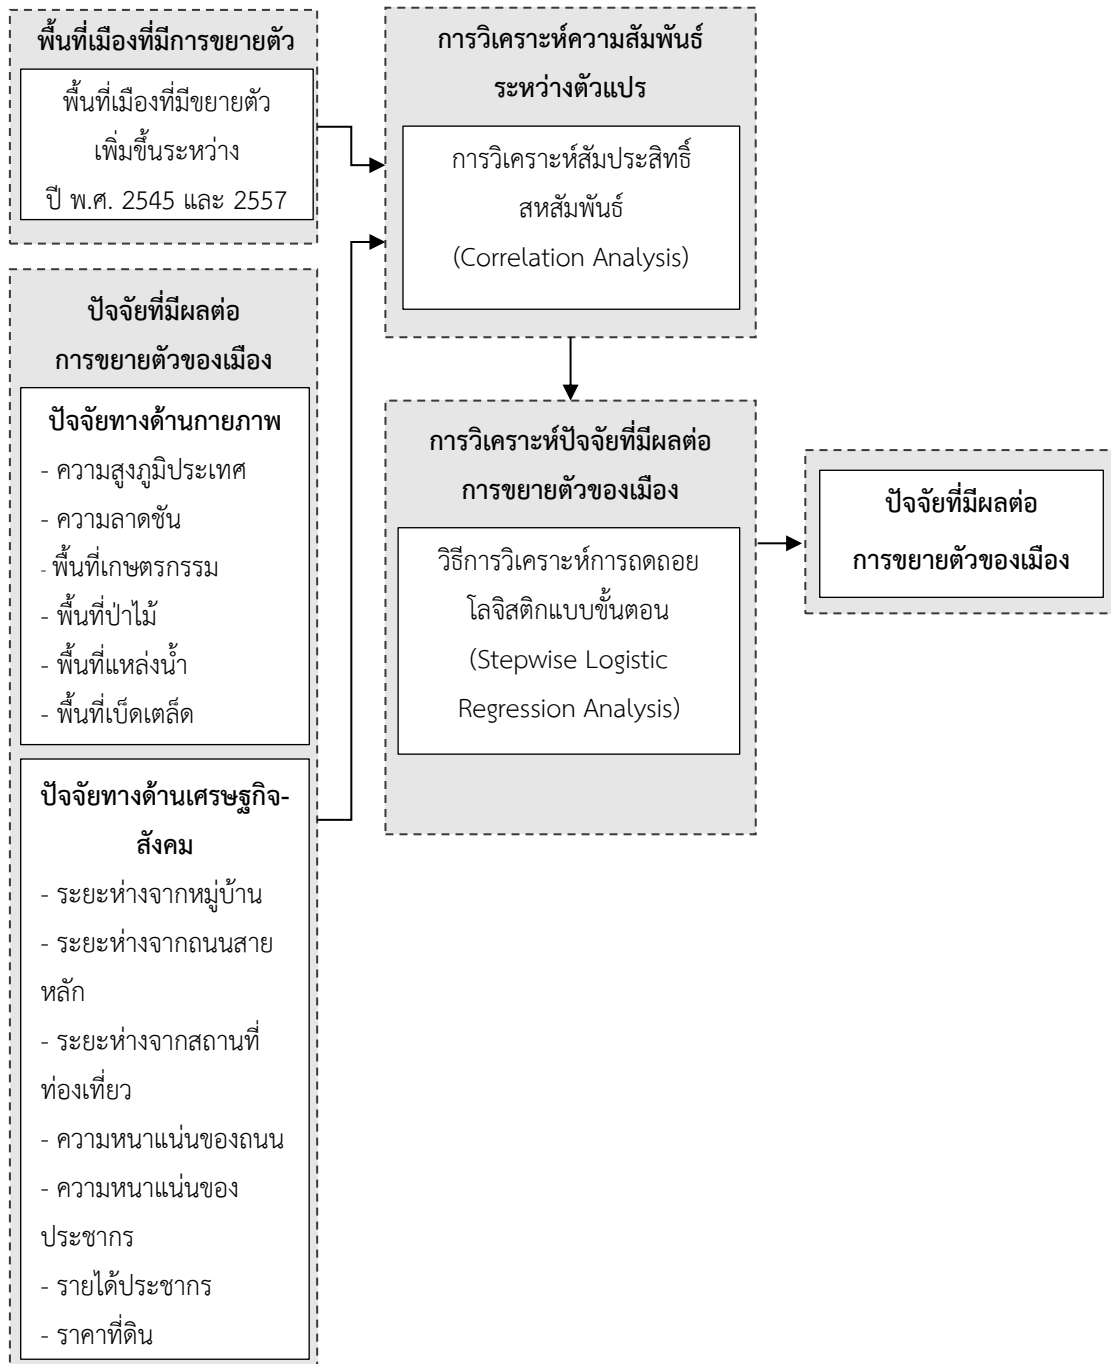 พื้นที่เมืองที่มีการขยายตัว
พื้นที่เมืองที่มีขยายตัว
เพิ่มขึ้นระหว่าง
ปี พ.ศ. 2545 และ 2557
ปัจจัยที่มีผลต่อ
การขยายตัวของเมือง
ปัจจัยทางด้านกายภาพ
- ความสูงภูมิประเทศ
- ความลาดชัน
- พื้นที่เกษตรกรรม
- พื้นที่ป่าไม้
- พื้นที่แหล่งน้ำ
- พื้นที่เบ็ดเตล็ด
ปัจจัยทางด้านเศรษฐกิจ-
สังคม
- ระยะห่างจากหมู่บ้าน
- ระยะห่างจากถนนสาย
หลัก
- ระยะห่างจากสถานที่
ท่องเที่ยว
- ความหนาแน่นของถนน
- ความหนาแน่นของ
ประชากร
- รายได้ประชากร
- ราคาที่ดิน
การวิเคราะห์ความสัมพันธ์
ระหว่างตัวแปร
การวิเคราะห์สัมประสิทธิ์
สหสัมพันธ์
(Correlation Analysis)
การวิเคราะห์ปัจจัยที่มีผลต่อ
การขยายตัวของเมือง
วิธีการวิเคราะห์การถดถอย
โลจิสติกแบบขั้นตอน
(Stepwise Logistic
Regression Analysis)
ปัจจัยที่มีผลต่อ
การขยายตัวของเมือง